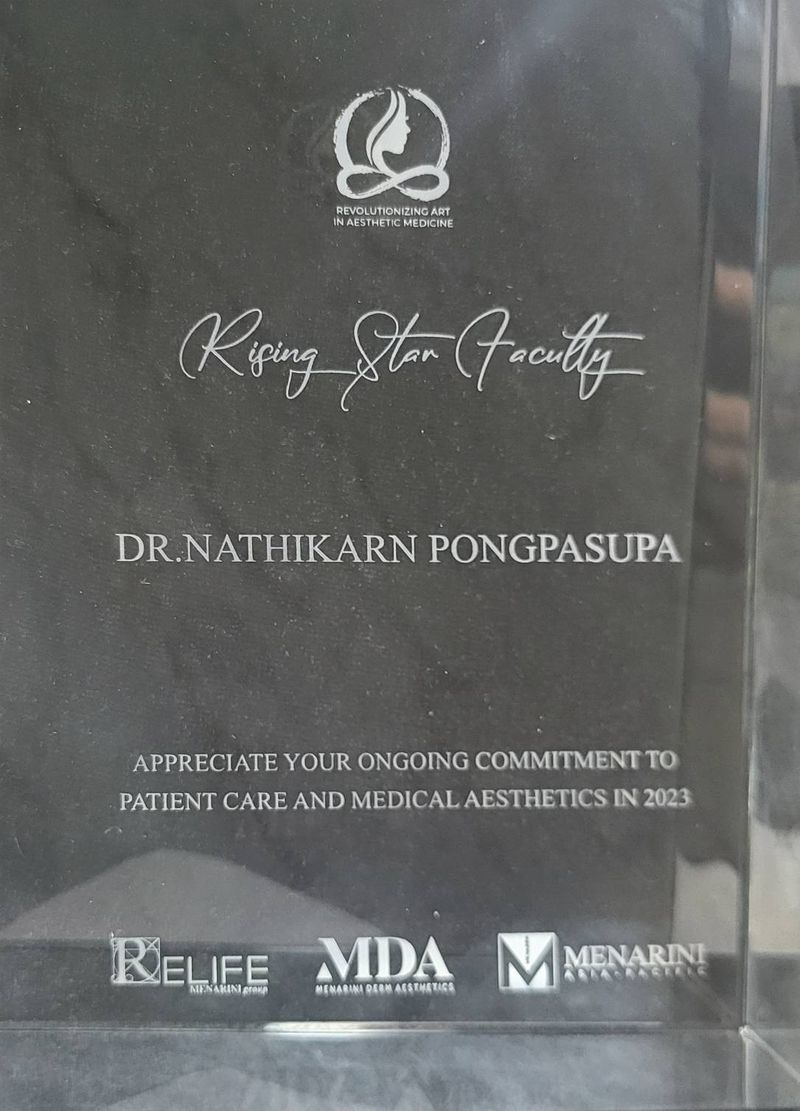 REVOLUTIONIZING ART
IN AESTHETIC MEDICINE
Rising Star Faculty
DR.NATHIKARN PONGPASUPA
APPRECIATE YOUR ONGOING COMMITMENT TO
PATIENT CARE AND MEDICAL AESTHETICS IN 2023
RELIFE
MENARINI group
MDA
MENARINI DERM AESTHETICS
M
MENARINI
ASIA-PACIFIC